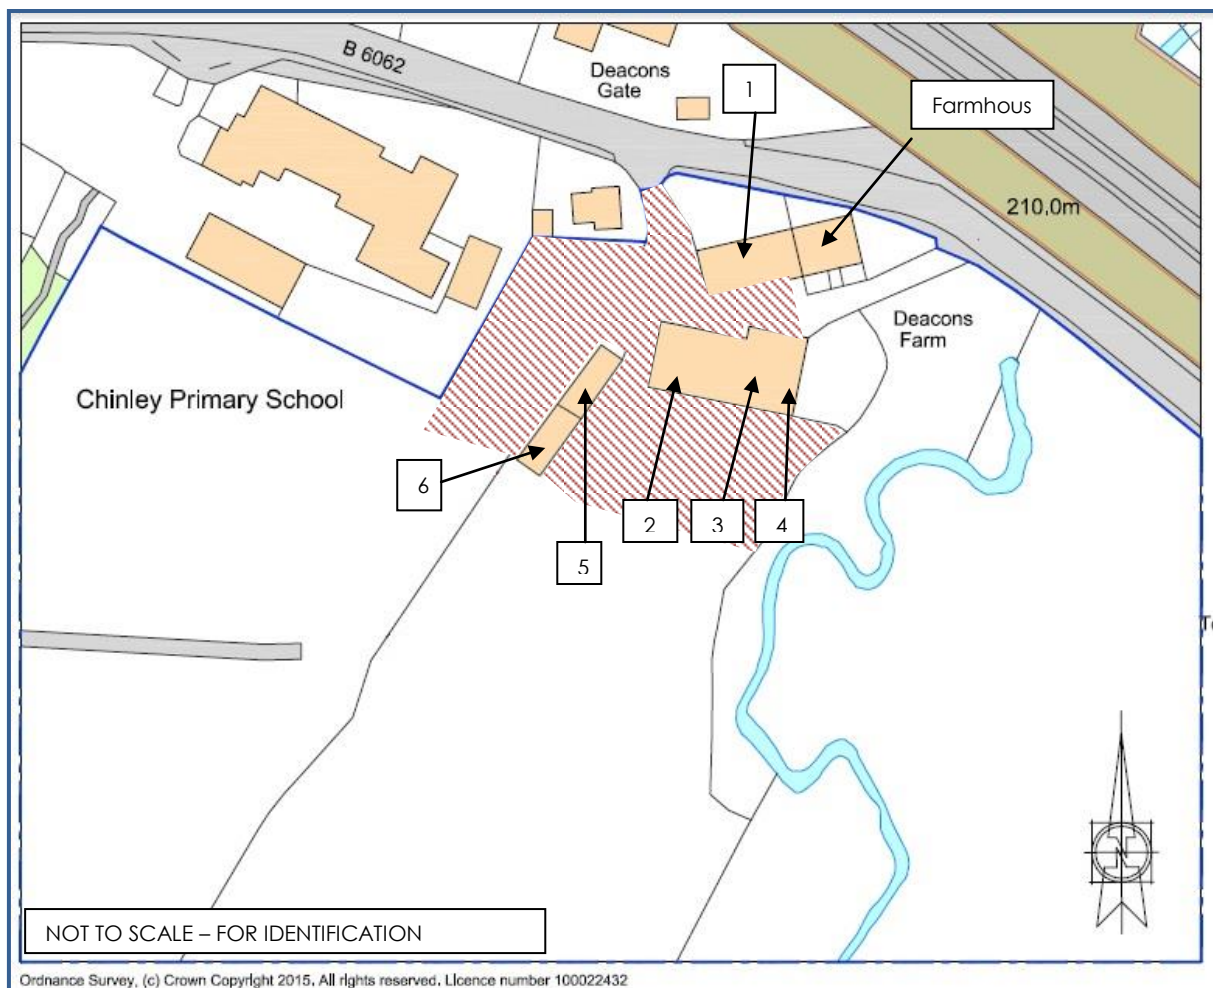 B 6062
Deacons
Gate
1
Farmhous
210.0m
Deacons
Farm
Chinley Primary School
6
2
3
4
5
N
NOT TO SCALE – FOR IDENTIFICATION
Ordnance Survey, (c) Crown Copyright 2015. All rights reserved. Licence number 100022432